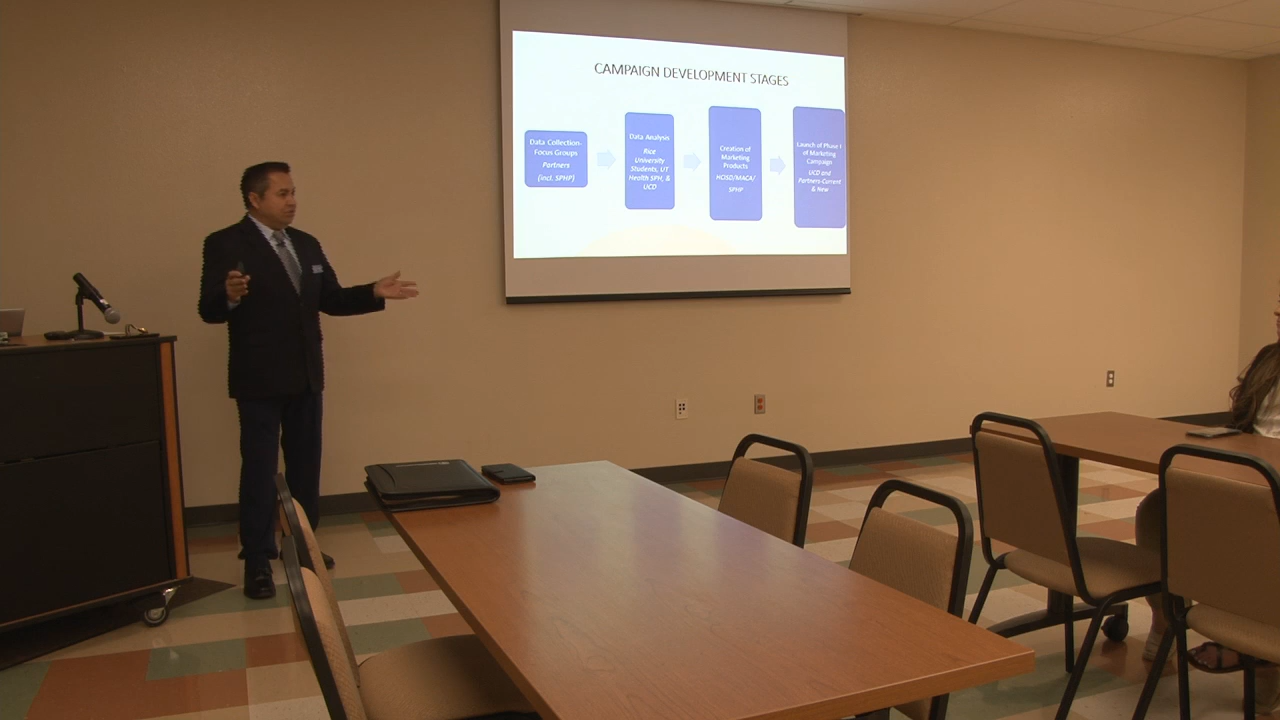 CAMPAIGN DEVELOPMENT STAGES
Data Collection-
Focus Groups
Partners
(incl. SPHP)
Data Analysis
Rice
University
Students, UT
Health SPH, &
UCD
Creation of
Marketing
Products
HOSD/MACA/
SPHP
Launch of Phase I
of Marketing
Campaign
UCD and
Partners-Current
& New